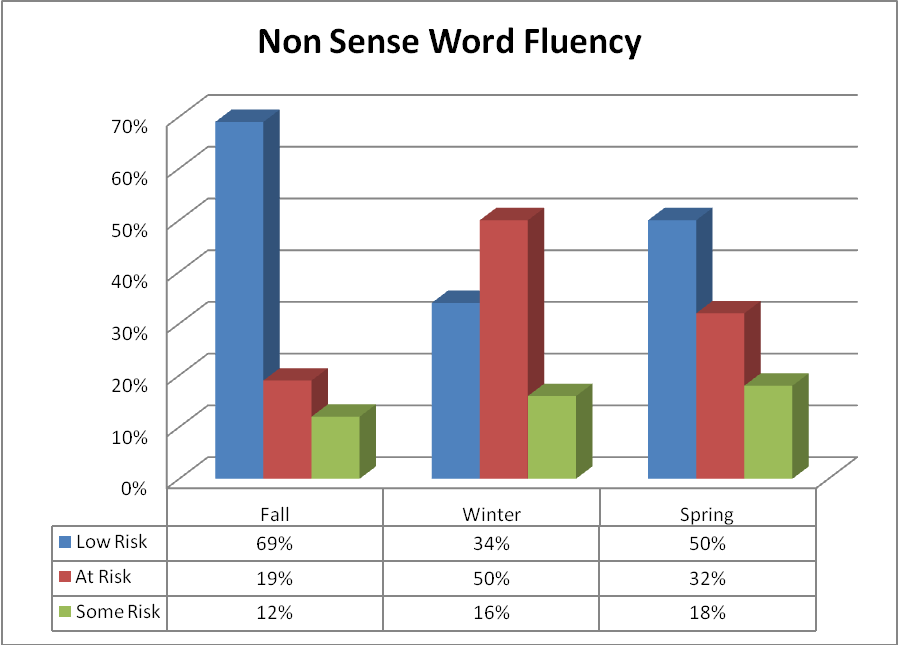 Non Sense Word Fluency
70%
60%
50%
40%
30%
20%
10%
0%
Fall Winter Spring
Low Risk 69% 34% 50%
At Risk 19% 50% 32%
Some Risk 12% 16% 18%